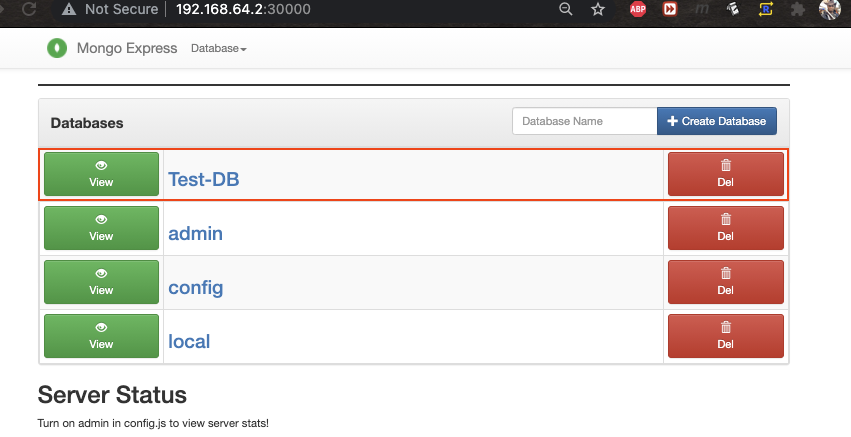 Not Secure 192.168.64.2:30000
ABP
R
Mongo Express Database
Databases
Database Name
Create Database
View
Test-DB
Del
View
admin
Del
View
config
Del
View
local
Del
Server Status
Turn on admin in config.js to view server stats!